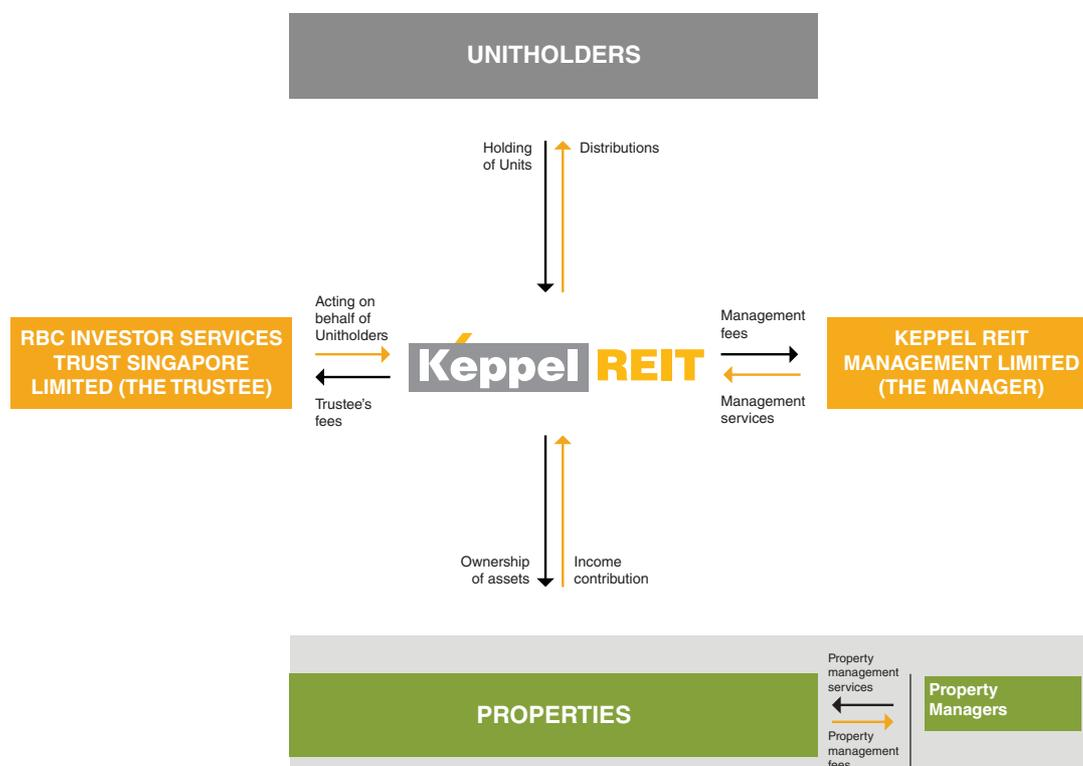 UNITHOLDERS
Holding
of Units
Distributions
Acting on
behalf of
Unitholders
RBC INVESTOR SERVICES
TRUST SINGAPORE
LIMITED (THE TRUSTEE)
Trustee's
fees
Keppel REIT
Management
fees
Management
services
KEPPEL REIT
MANAGEMENT LIMITED
(THE MANAGER)
Ownership
of assets
Income
contribution
PROPERTIES
Property
management
services
Property
management
fees
Property
Managers